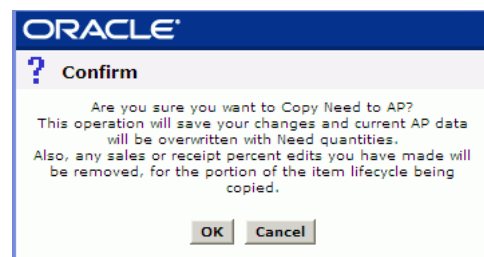 ORACLE®
? Confirm
Are you sure you want to Copy Need to AP?
This operation will save your changes and current AP data
will be overwritten with Need quantities.
Also, any sales or receipt percent edits you have made will
be removed, for the portion of the item lifecycle being
copied.
OK Cancel